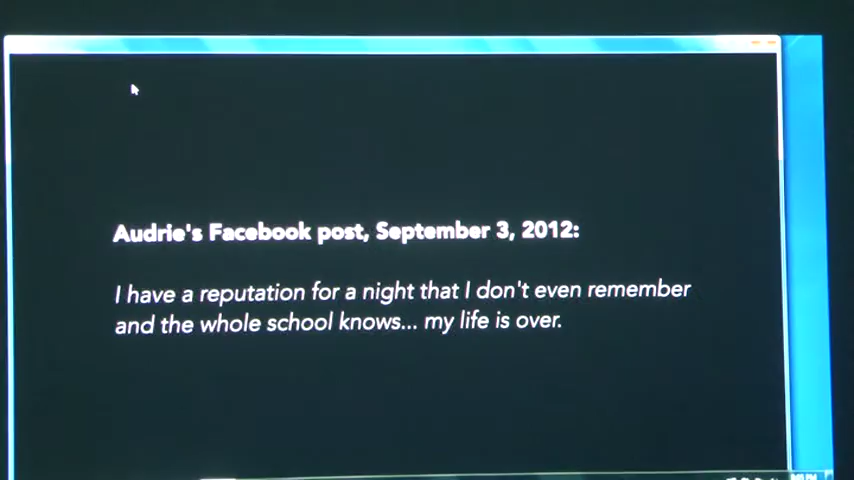 Audrie's Facebook post, September 3, 2012:
I have a reputation for a night that I don't even remember
and the whole school knows... my life is over.